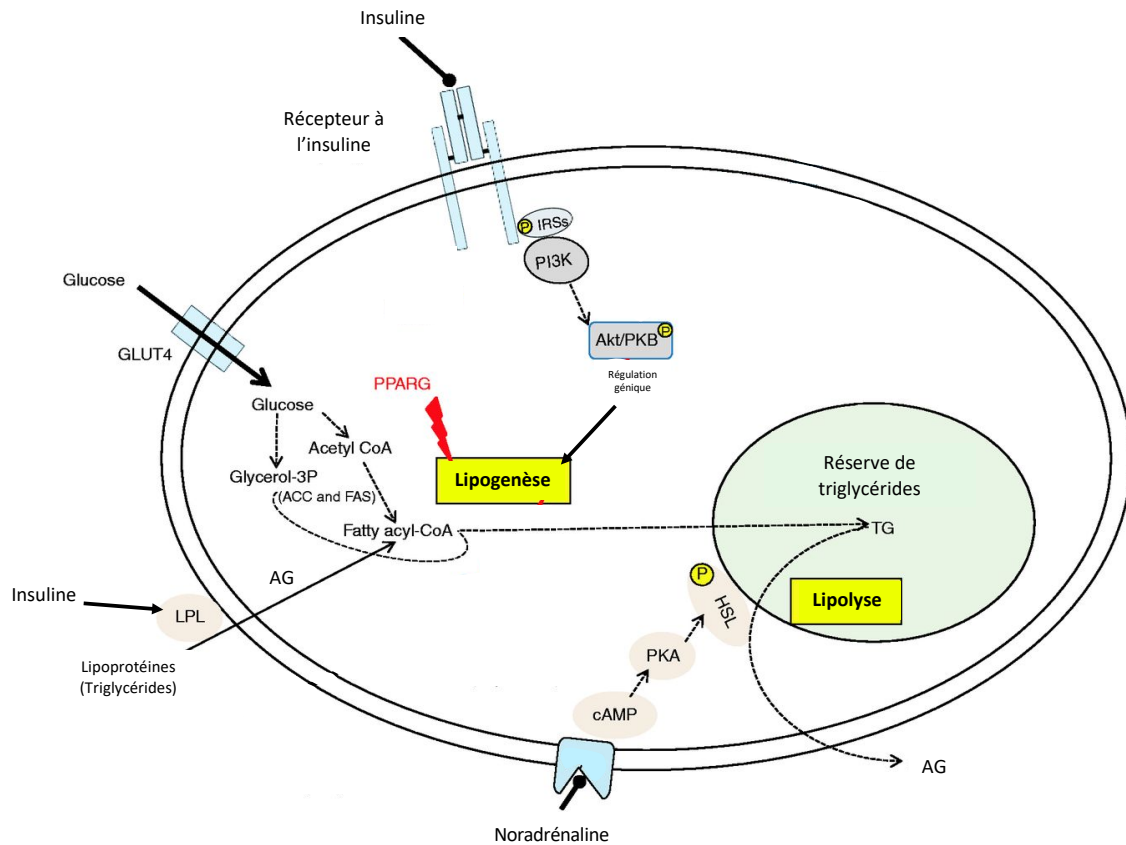 Insuline
Récepteur à
l’insuline
P
IRSs
PI3K
Glucose
GLUT4
Akt/PKB
P
Régulation
génique
PPARG
Glucose
Acetyl CoA
Glycerol-3P
(ACC and FAS)
Lipogenèse
Réserve de
triglycérides
Fatty acyl-CoA
TG
AG
Insuline
LPL
P
HSL
Lipolyse
Lipoprotéines
(Triglycérides)
PKA
cAMP
AG
Noradrénaline